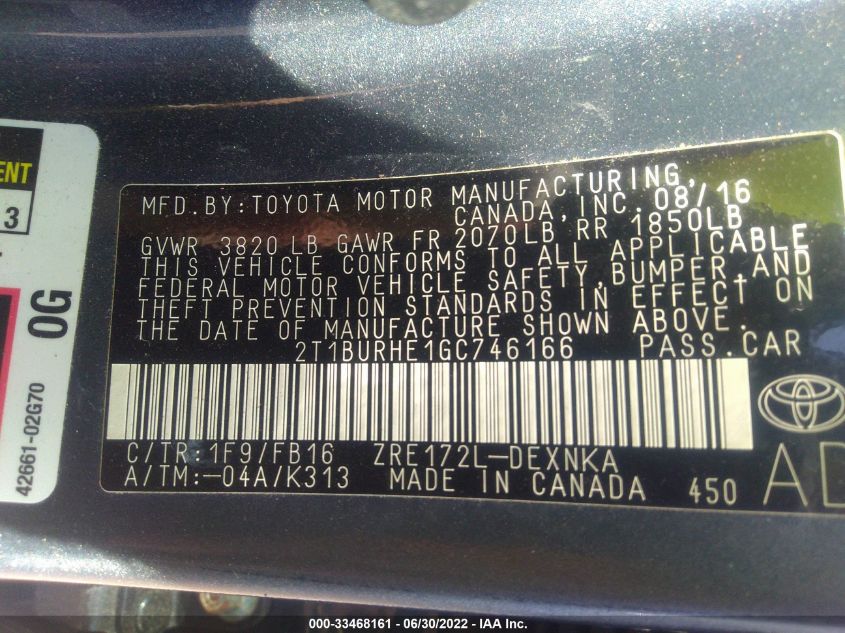 ENT
3
0G
42661-02G70
MFD.BY:TOYOTA MOTOR MANUFACTURING,
CANADA, INC. 08/16
GVWR 3820 LB GAWR FR 2070LB RR 1850LB
THIS VEHICLE CONFORMS TO ALL APPLICABLE
FEDERAL MOTOR VEHICLE SAFETY,BUMPER,AND
THEFT PREVENTION STANDARDS IN EFFECT ON
THE DATE OF MANUFACTURE SHOWN ABOVE.
2T1BURHE1GC746166 PASS.CAR
C/TR:1F9/FB16 ZRE172L-DEXNKA
A/TM:-04A/K313 MADE IN CANADA 450
AD
000-33468161 - 06/30/2022 - IAA Inc.